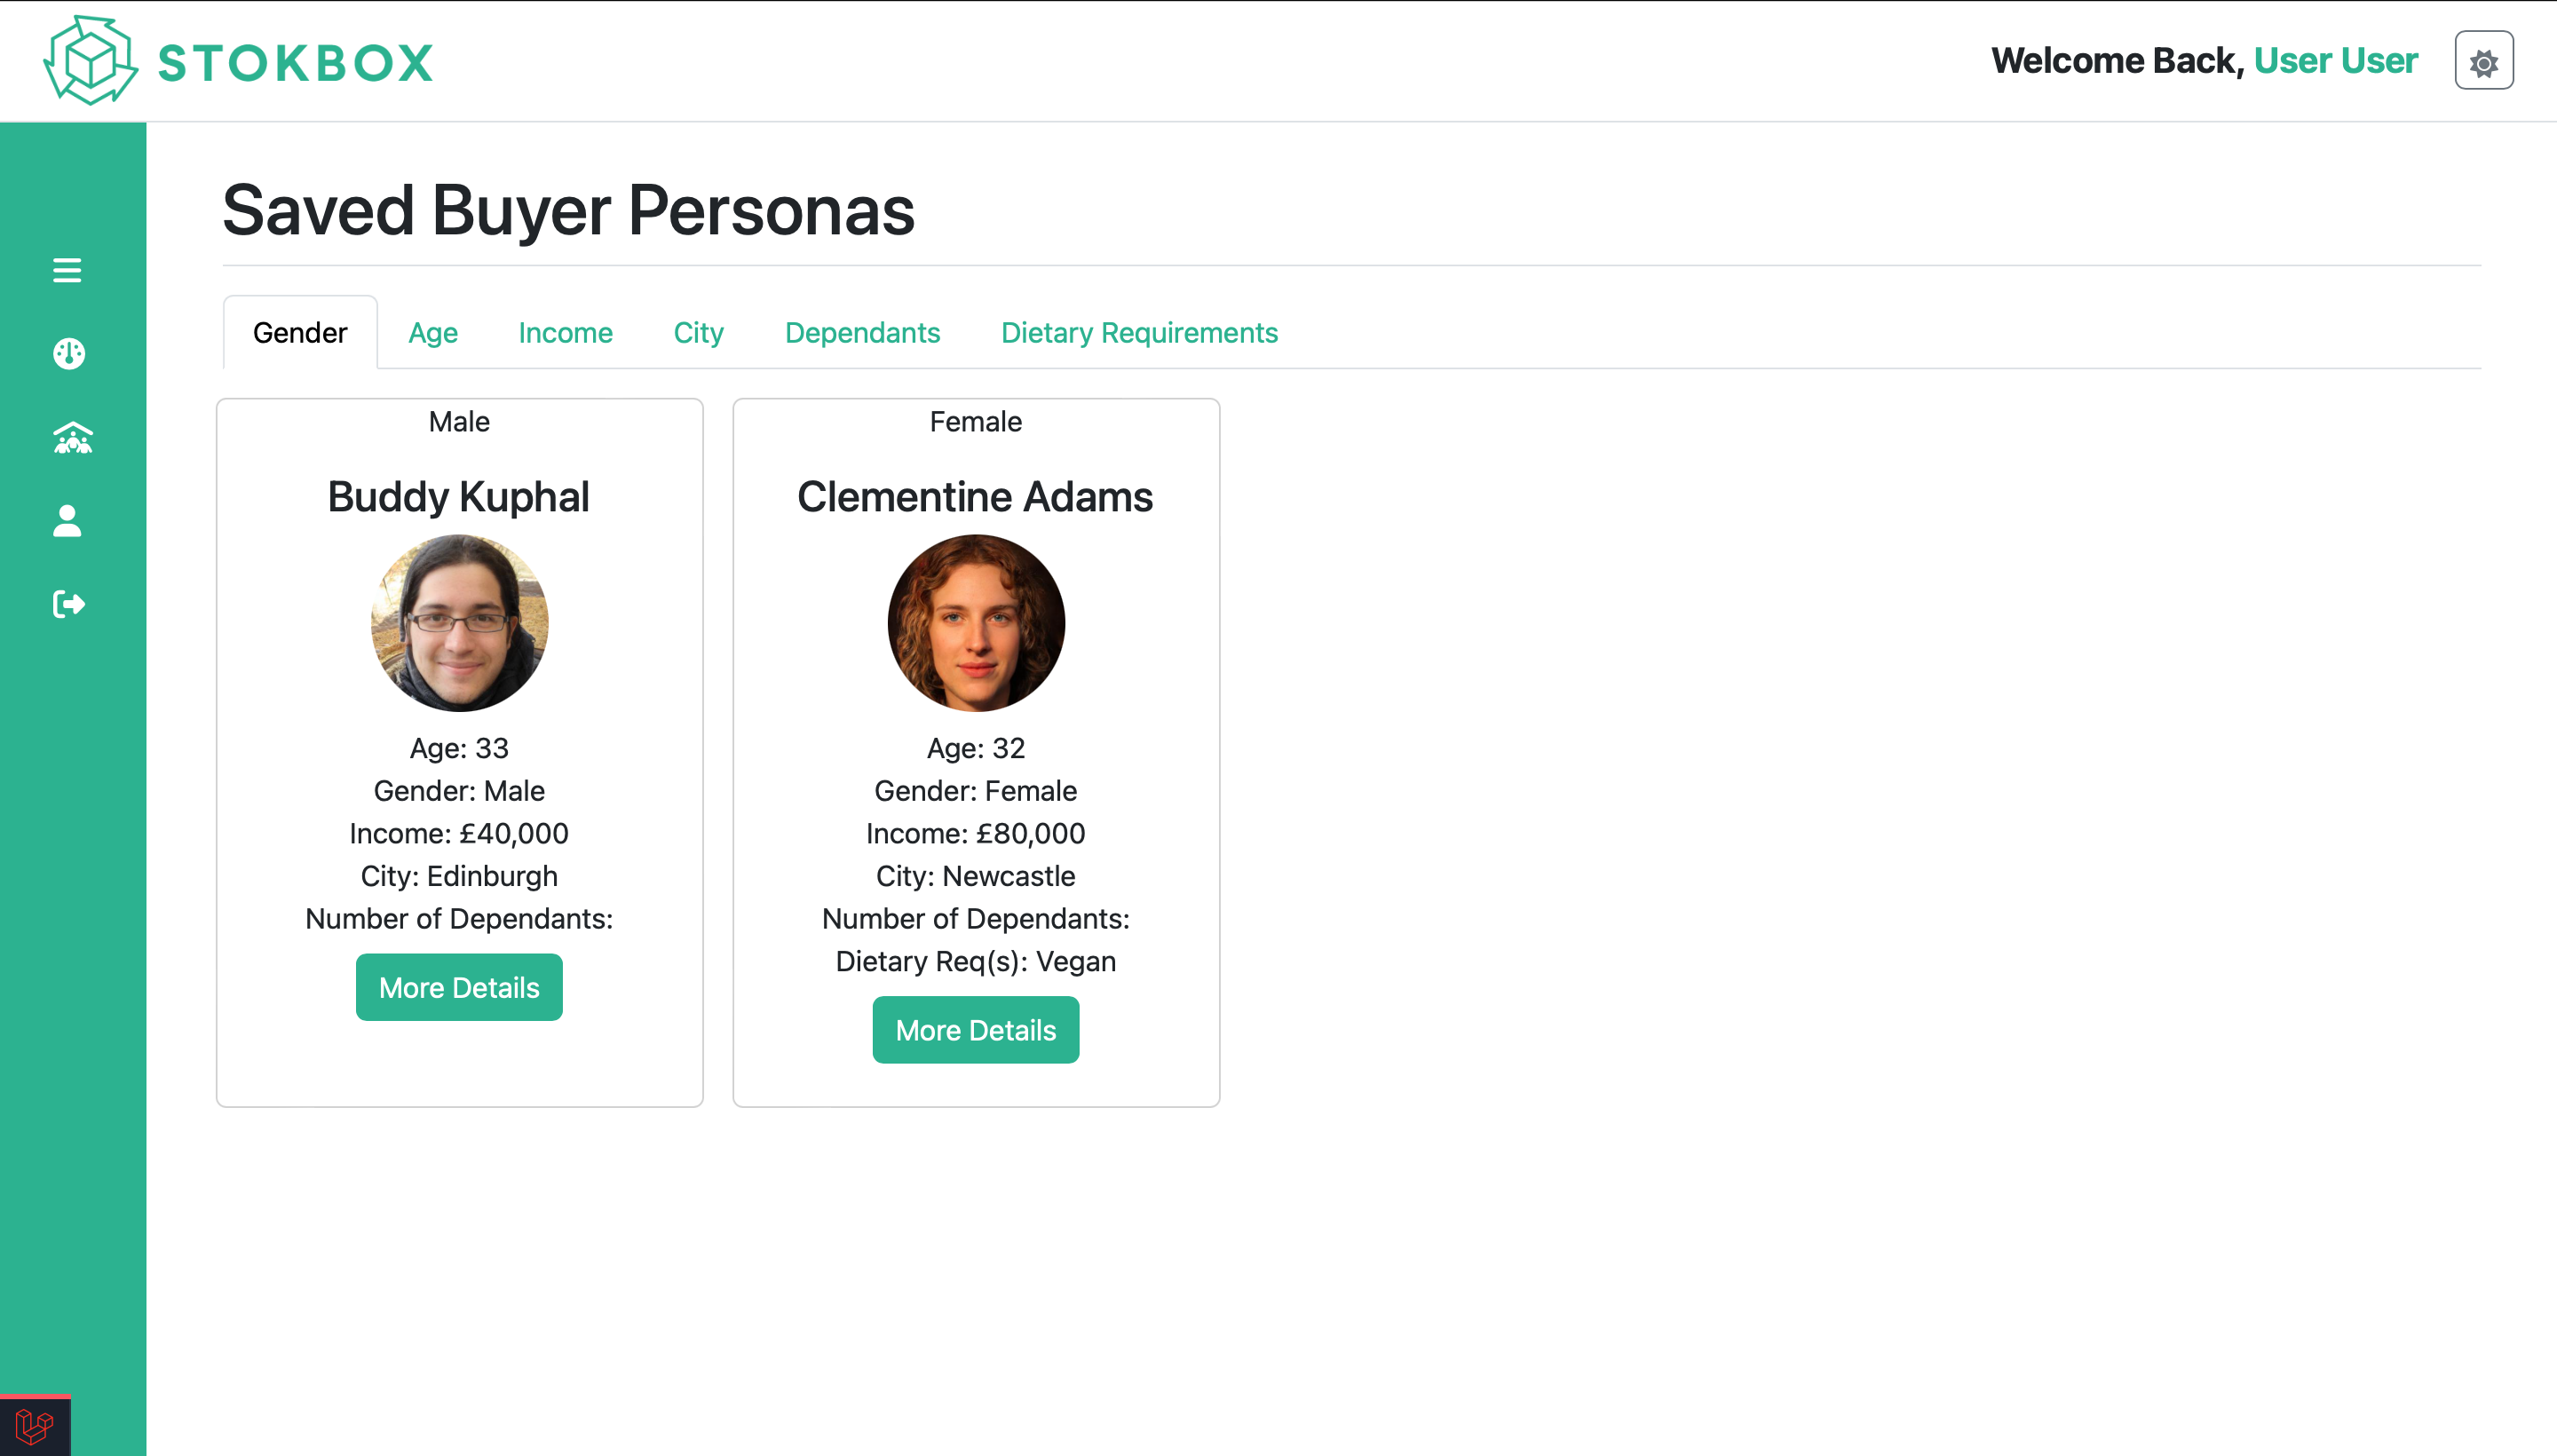 STOKBOX
Welcome Back, User User
Saved Buyer Personas
Gender Age Income City Dependants Dietary Requirements
Male
Buddy Kuphal
Age: 33
Gender: Male
Income: £40,000
City: Edinburgh
Number of Dependants:
More Details
Female
Clementine Adams
Age: 32
Gender: Female
Income: £80,000
City: Newcastle
Number of Dependants:
Dietary Req(s): Vegan
More Details